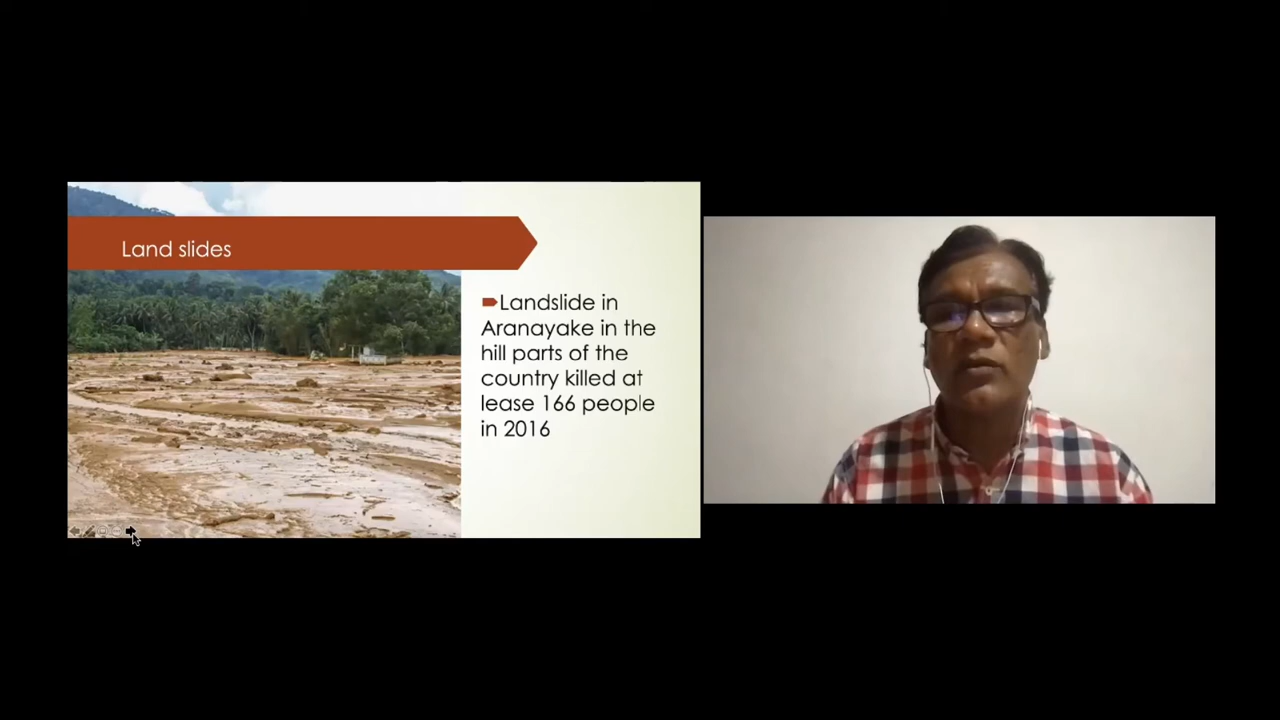 Land slides
Landslide in
Aranayake in the
hill parts of the
country killed at
lease 166 people
in 2016